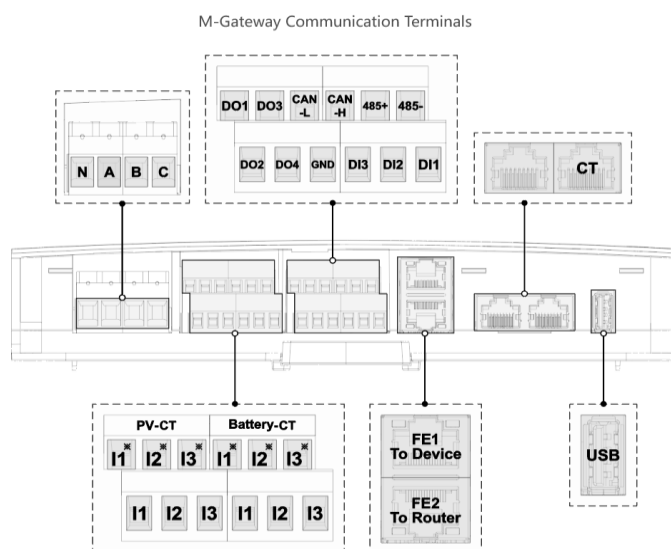 M-Gateway Communication Terminals
DO1 DO3 CAN-L CAN-H 485+ 485-
DO2 DO4 GND DI3 DI2 DI1
N A B C
CT
PV-CT Battery-CT
I1※ I2※ I3※ I1※ I2※ I3※
I1 I2 I3 I1 I2 I3
FE1
To Device
FE2
To Router
USB